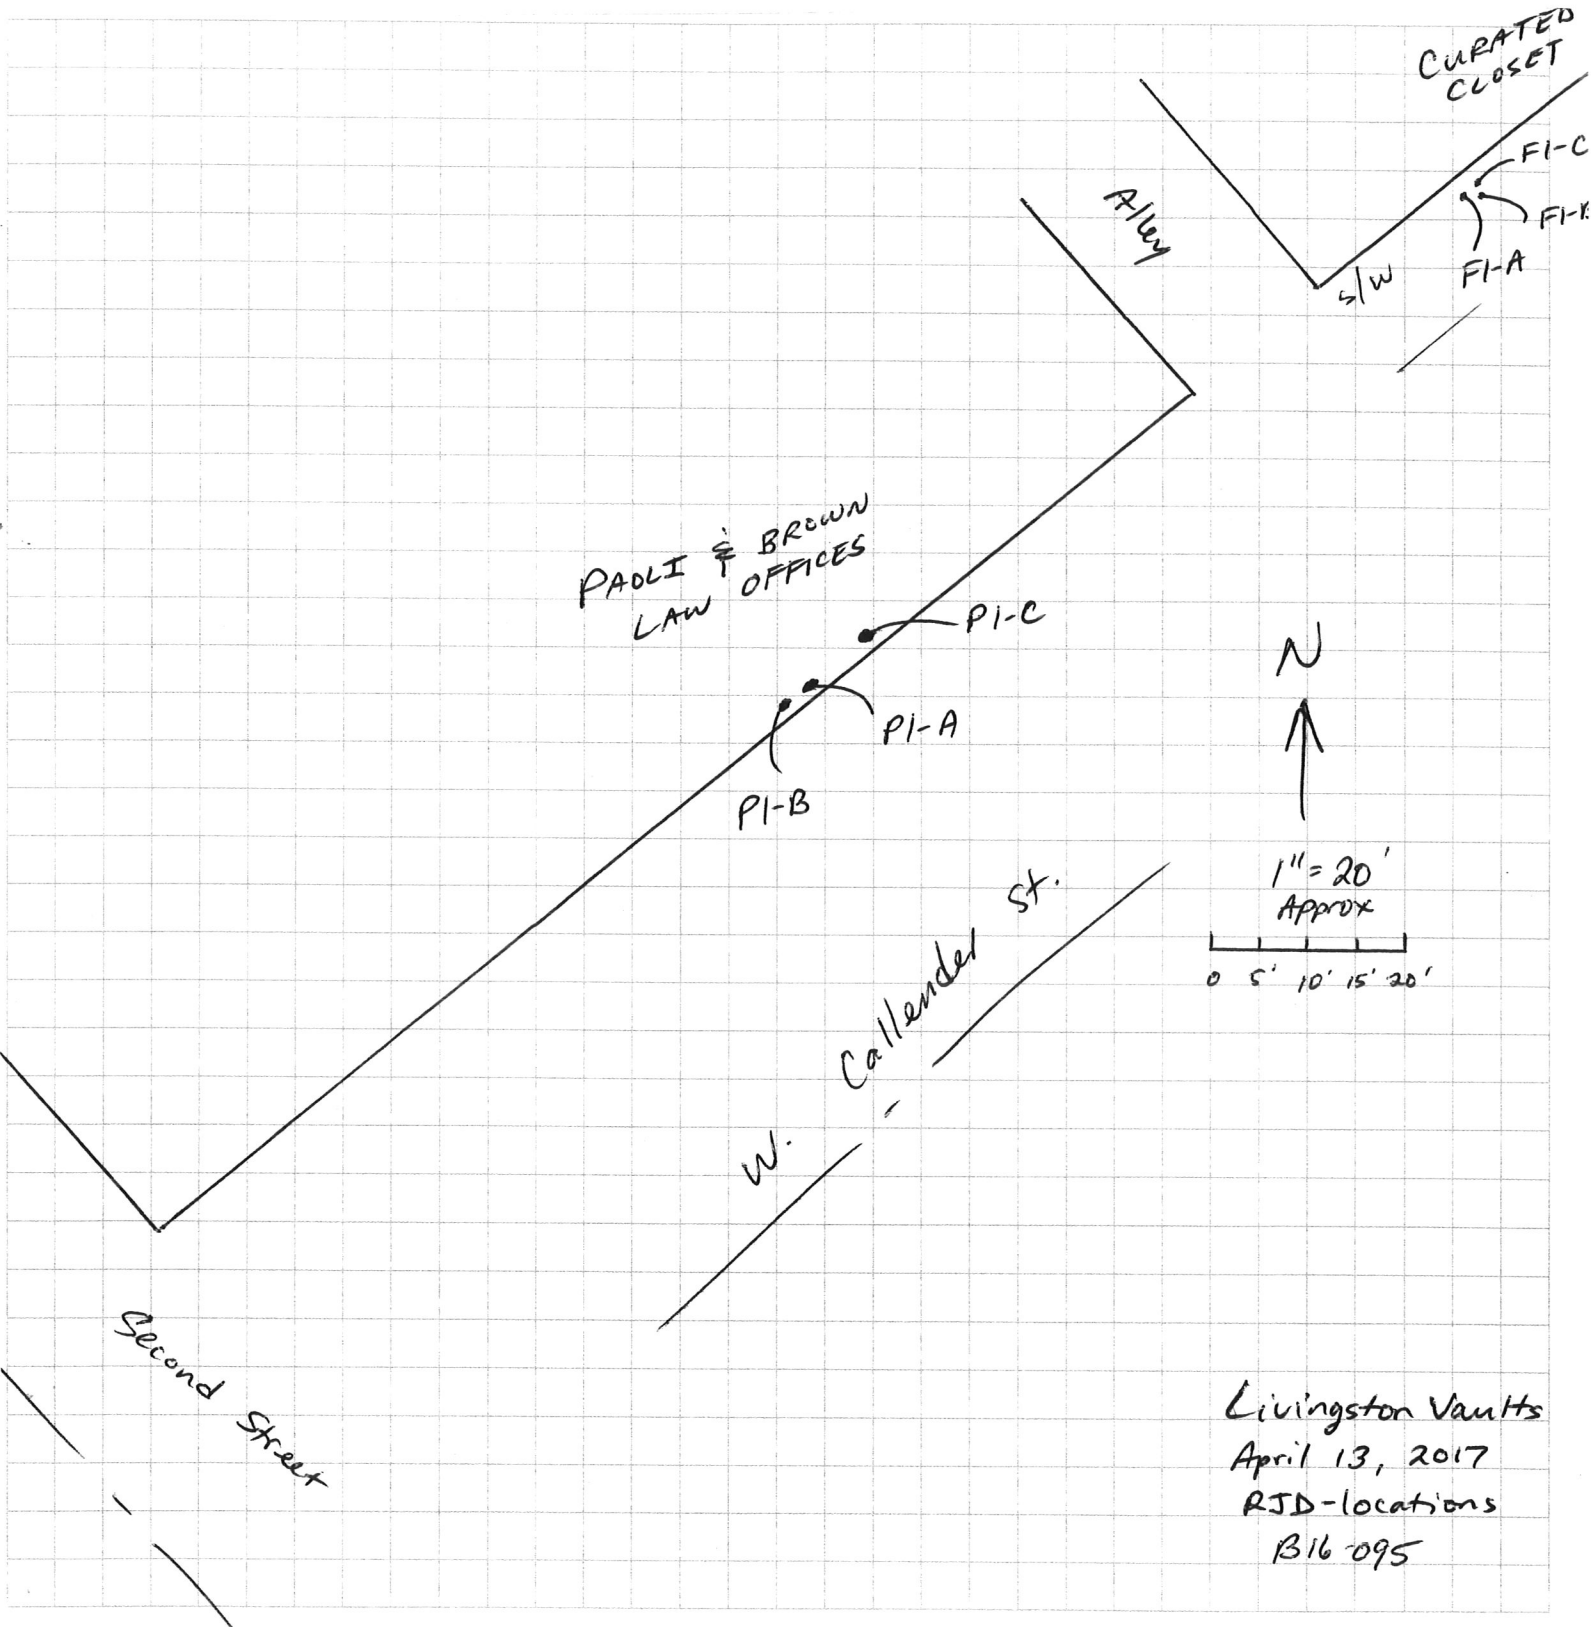 CURATED
CLOSET
F1-C
Alley
F1-
F1-A
S/W
PAOLI & BROWN
LAW OFFICES
P1-C
N
P1-A
P1-B
1"=20'
Approx
St.
Callender
W.
0 5' 10' 15' 20'
Second
Street
Livingston Vaults
April 13, 2017
RJD-locations
B16-095